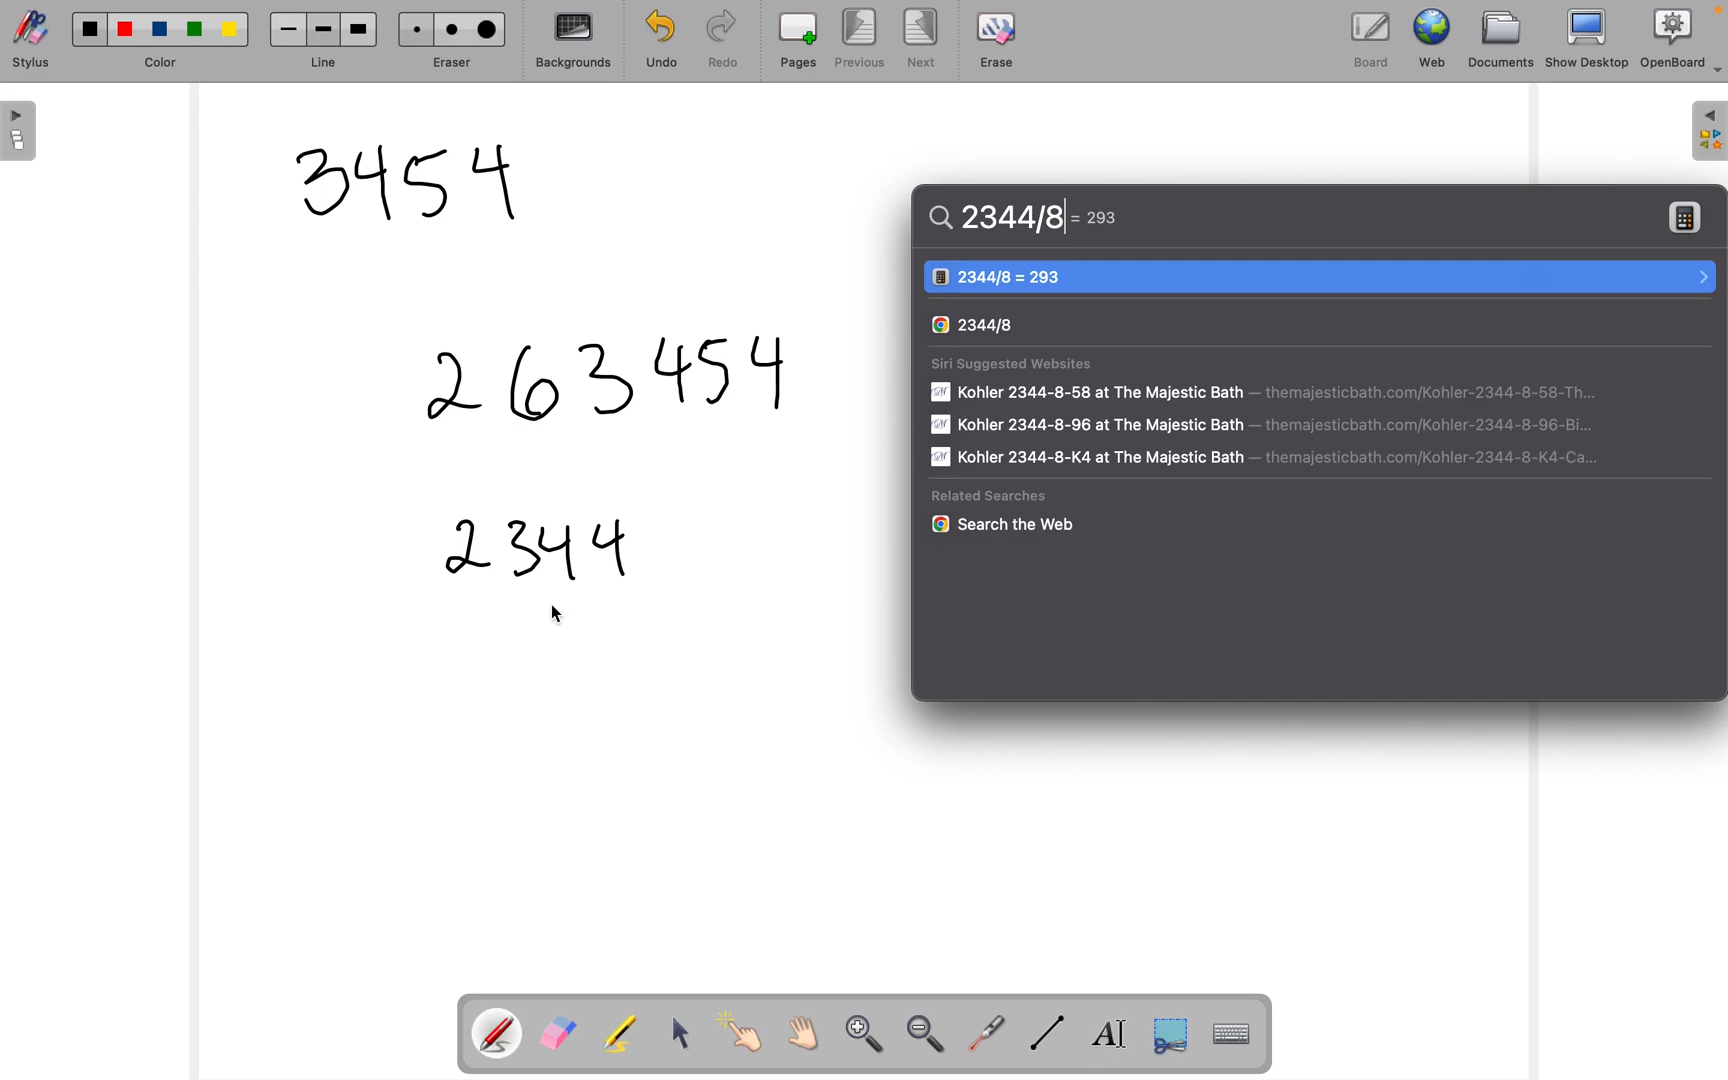 Stylus
Color
Line
Eraser
Backgrounds
Undo
Redo
Pages
Previous
Next
Erase
Board
Web
Documents
Show Desktop
OpenBoard
3454
263454
2344
2344/8 = 293
2344/8 = 293
2344/8
Siri Suggested Websites
Kohler 2344-8-58 at The Majestic Bath — themajesticbath.com/Kohler-2344-8-58-Th...
Kohler 2344-8-96 at The Majestic Bath — themajesticbath.com/Kohler-2344-8-96-Bi...
Kohler 2344-8-K4 at The Majestic Bath — themajesticbath.com/Kohler-2344-8-K4-Ca...
Related Searches
Search the Web